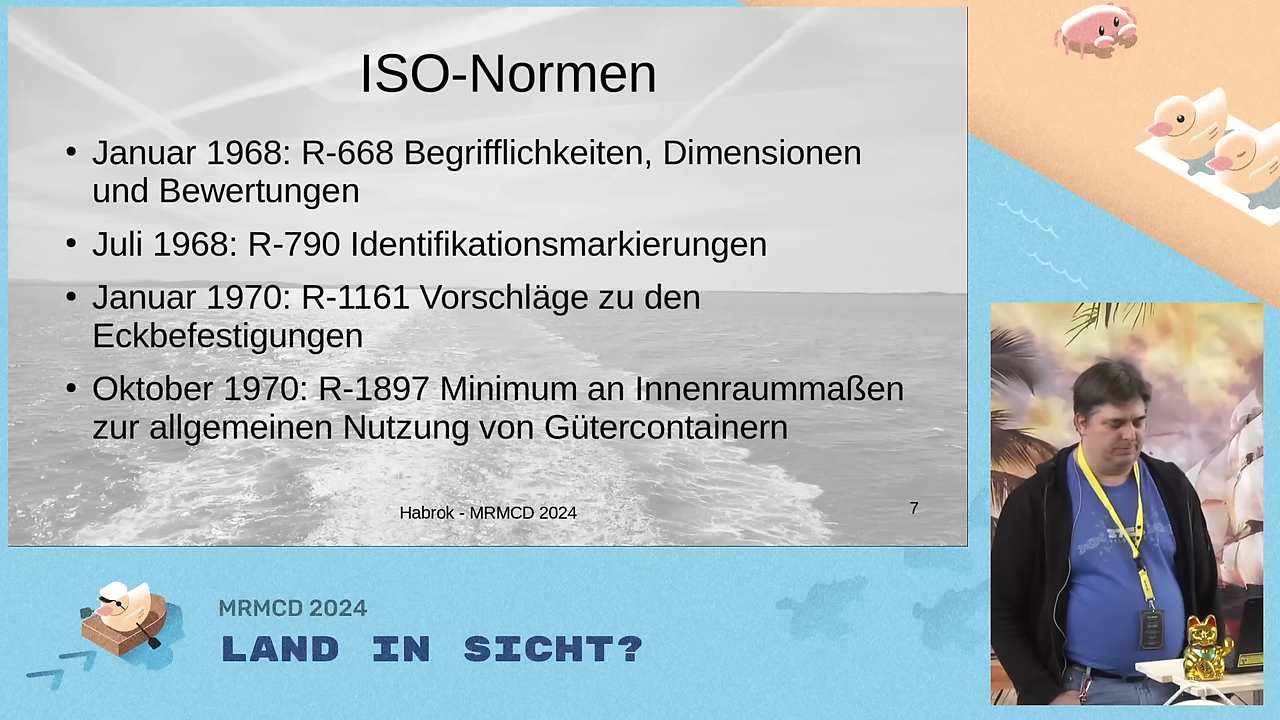 ISO-Normen
• Januar 1968: R-668 Begrifflichkeiten, Dimensionen
und Bewertungen
• Juli 1968: R-790 Identifikationsmarkierungen
• Januar 1970: R-1161 Vorschläge zu den
Eckbefestigungen
• Oktober 1970: R-1897 Minimum an Innenraummaßen
zur allgemeinen Nutzung von Gütercontainern
Habrok - MRMCD 2024
7
MRMCD 2024
LAND IN SICHT?